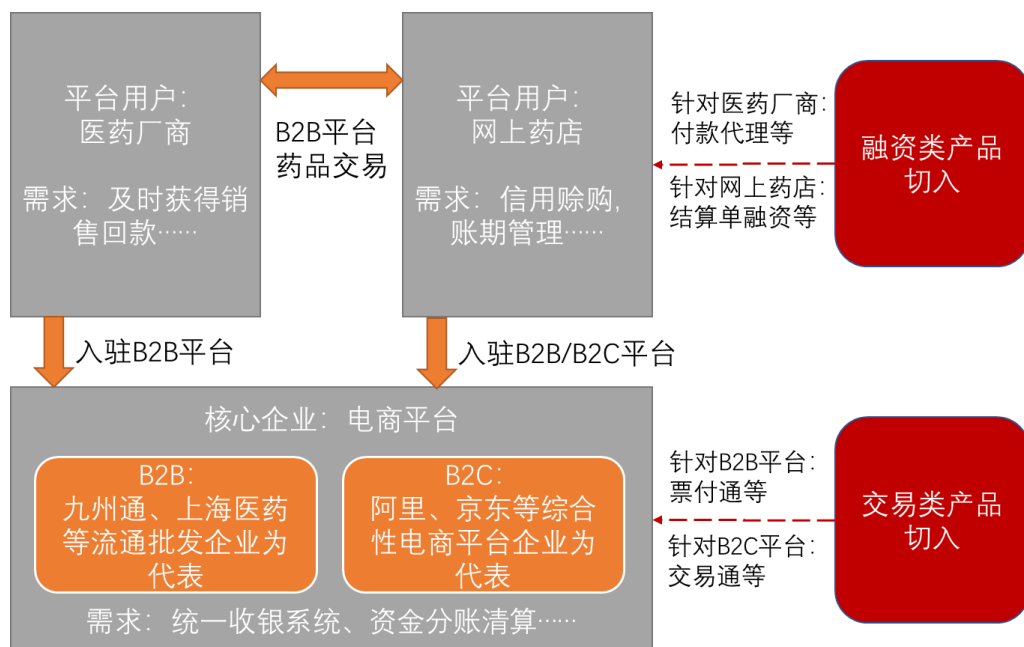 平台用户：
医药厂商
需求：及时获得销
售回款……
B2B平台
药品交易
平台用户：
网上药店
需求：信用赊购，
账期管理……
针对医药厂商：
付款代理等
针对网上药店：
结算单融资等
融资类产品
切入
入驻B2B平台
入驻B2B/B2C平台
核心企业：电商平台
B2B：
九州通、上海医药
等流通批发企业为
代表
B2C：
阿里、京东等综合
性电商平台企业为
代表
需求：统一收银系统、资金分账清算……
针对B2B平台：
票付通等
针对B2C平台：
交易通等
交易类产品
切入